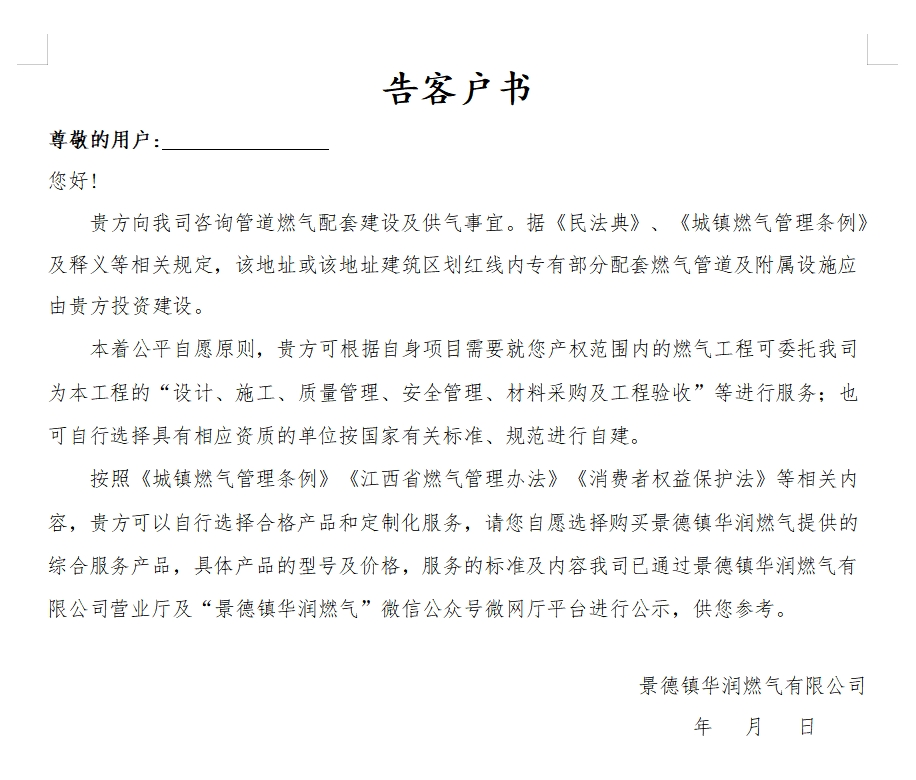 告客户书
尊敬的用户：
您好！
贵方向我司咨询管道燃气配套建设及供气事宜。据《民法典》、《城镇燃气管理条例》
及释义等相关规定，该地址或该地址建筑区划红线内专有部分配套燃气管道及附属设施应
由贵方投资建设。
本着公平自愿原则，贵方可根据自身项目需要就您产权范围内的燃气工程可委托我司
为本工程的“设计、施工、质量管理、安全管理、材料采购及工程验收”等进行服务；也
可自行选择具有相应资质的单位按国家有关标准、规范进行自建。
按照《城镇燃气管理条例》《江西省燃气管理办法》《消费者权益保护法》等相关内
容，贵方可以自行选择合格产品和定制化服务，请您自愿选择购买景德镇华润燃气提供的
综合服务产品，具体产品的型号及价格，服务的标准及内容我司已通过景德镇华润燃气有
限公司营业厅及“景德镇华润燃气”微信公众号微网厅平台进行公示，供您参考。
景德镇华润燃气有限公司
年 月 日